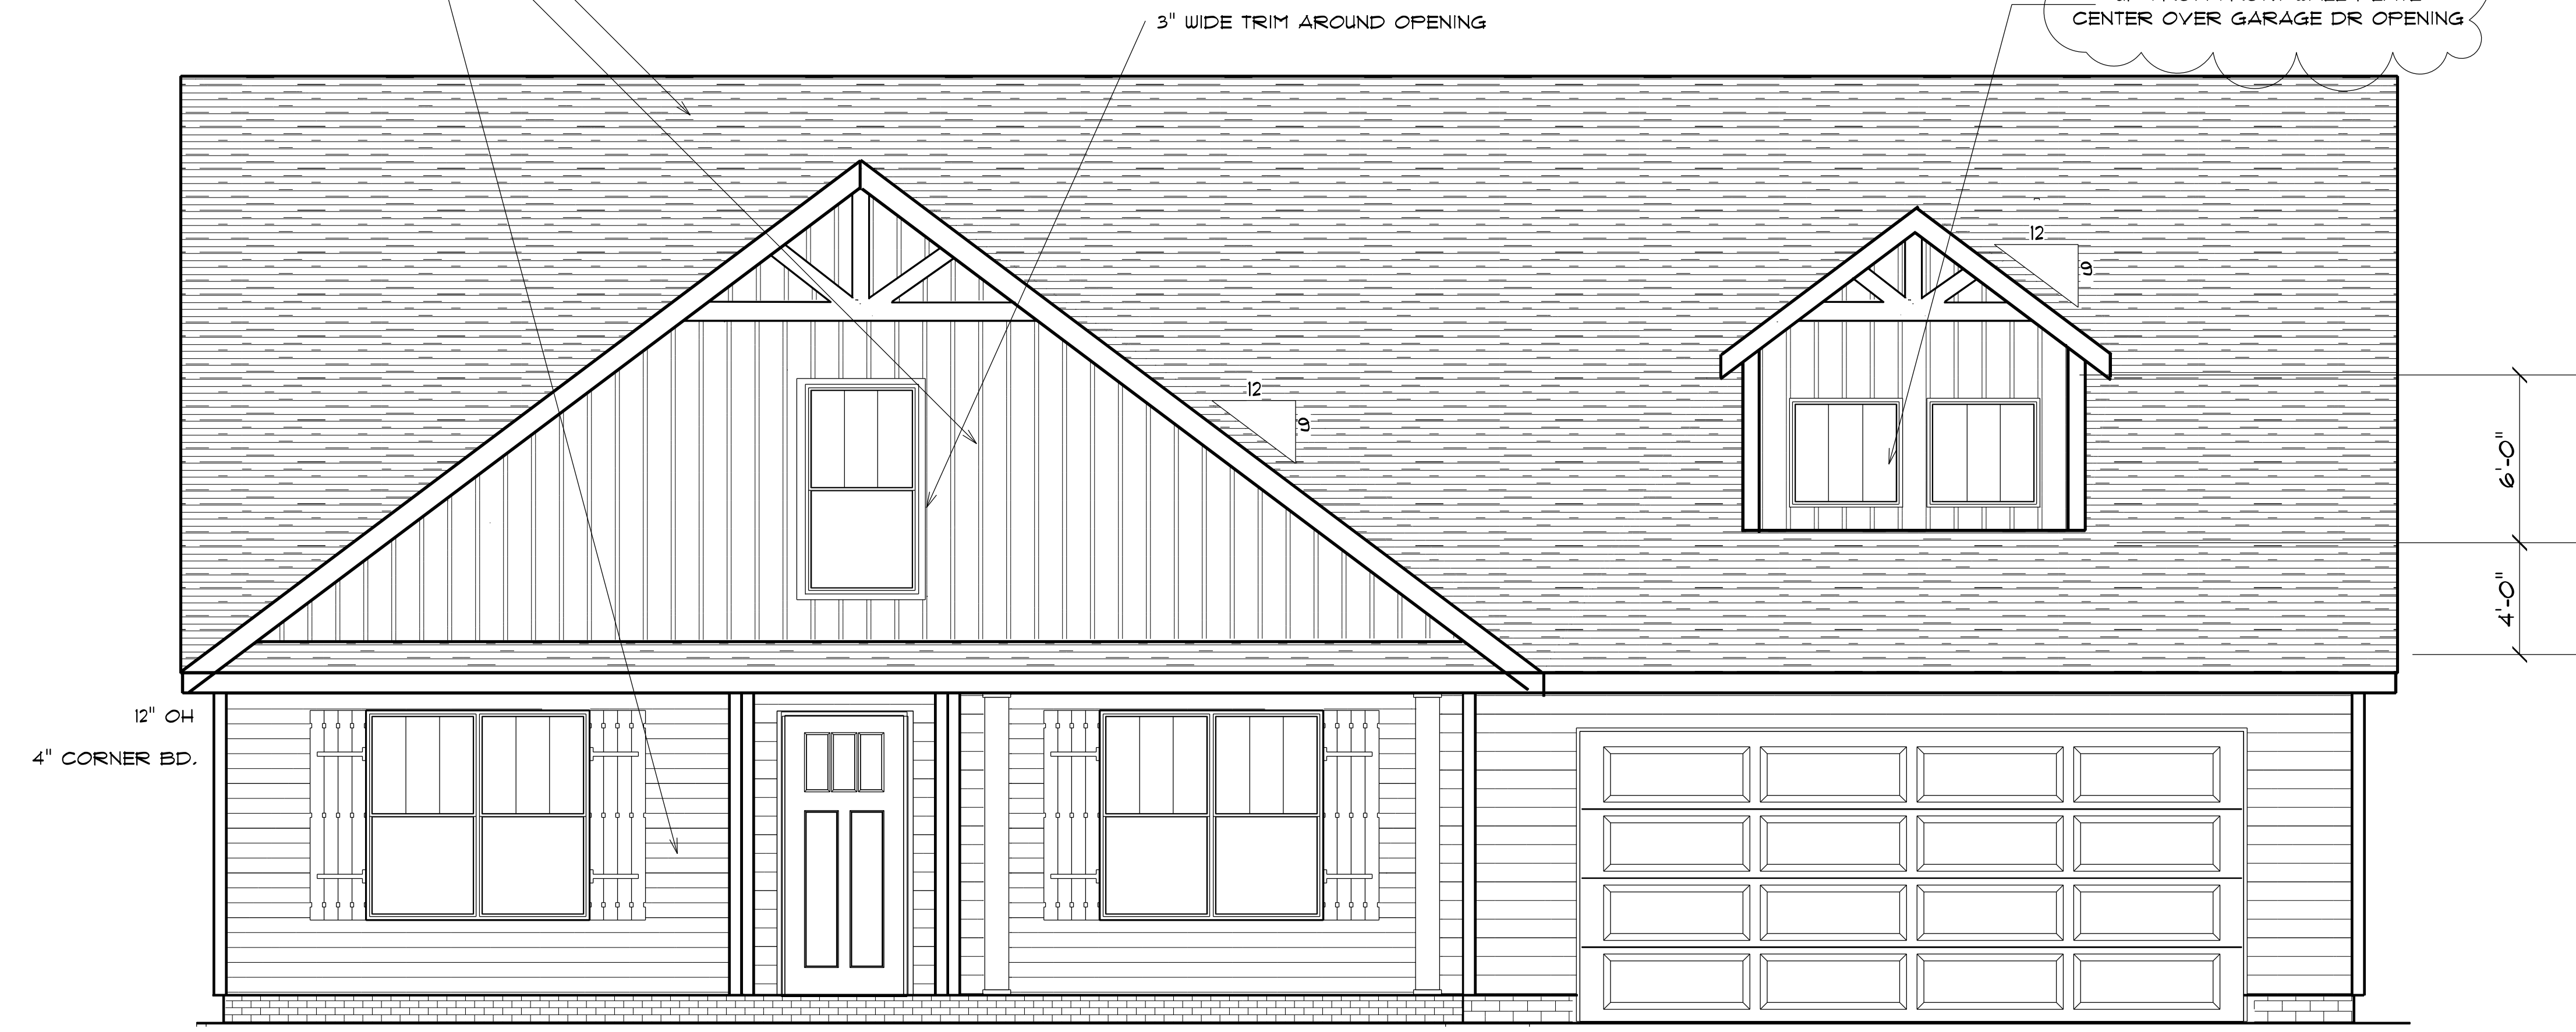 3" WIDE TRIM AROUND OPENING
CENTER OVER GARAGE DR OPENING
12
9
12
9
6'-0"
4'-0"
12" OH
4" CORNER BD.